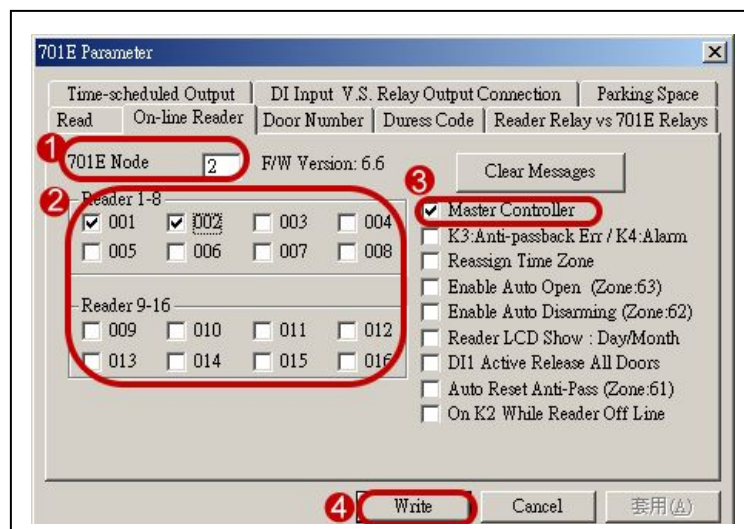 701E Parameter
Time-scheduled Output DI Input V.S. Relay Output Connection Parking Space
Read On-line Reader Door Number Duress Code Reader Relay vs 701E Relays
1
701E Node 2 F/W Version: 6.6
Clear Messages
2
Reader 1-8
001 002 003 004
005 006 007 008
Reader 9-16
009 010 011 012
013 014 015 016
3
Master Controller
K3:Anti-passback Err / K4:Alarm
Reassign Time Zone
Enable Auto Open (Zone:63)
Enable Auto Disarming (Zone:62)
Reader LCD Show : Day/Month
DI1 Active Release All Doors
Auto Reset Anti-Pass (Zone:61)
On K2 While Reader Off Line
4
Write Cancel 套用(A)